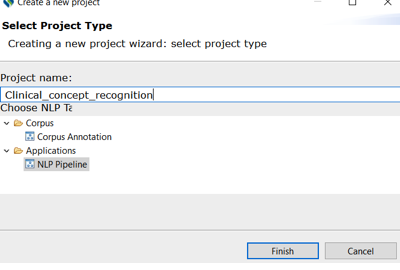 Create a new project
Select Project Type
Creating a new project wizard: select project type
Project name:
Clinical_concept_recognition
Choose NLP
Corpus
Corpus Annotation
Applications
NLP Pipeline
Finish
Cancel